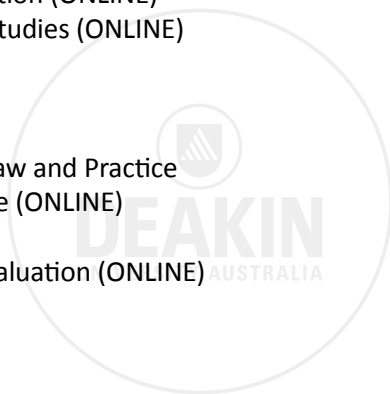 tion (ONLINE)
tudies (ONLINE)
aw and Practice
e (ONLINE)
DEAKIN
aluation (ONLINE)
AUSTRALIA